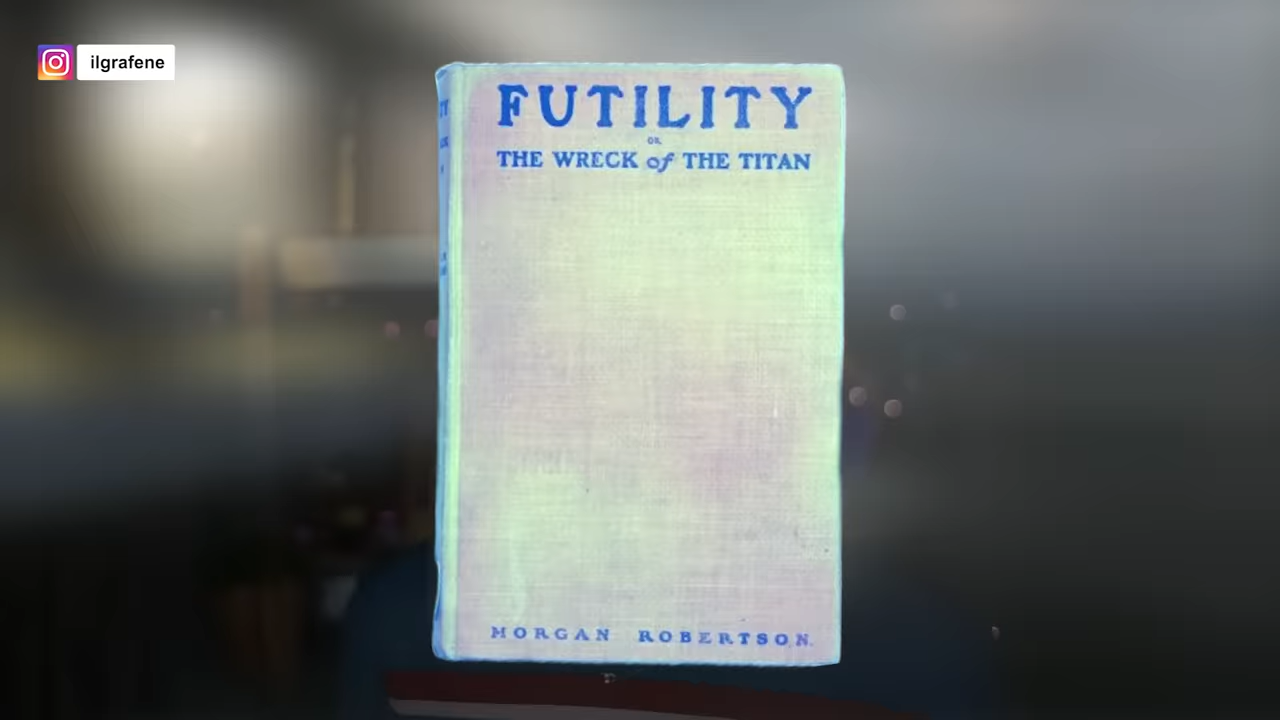 ilgrafene
FUTILITY
OR
THE WRECK of THE TITAN
MORGAN ROBERTSON.